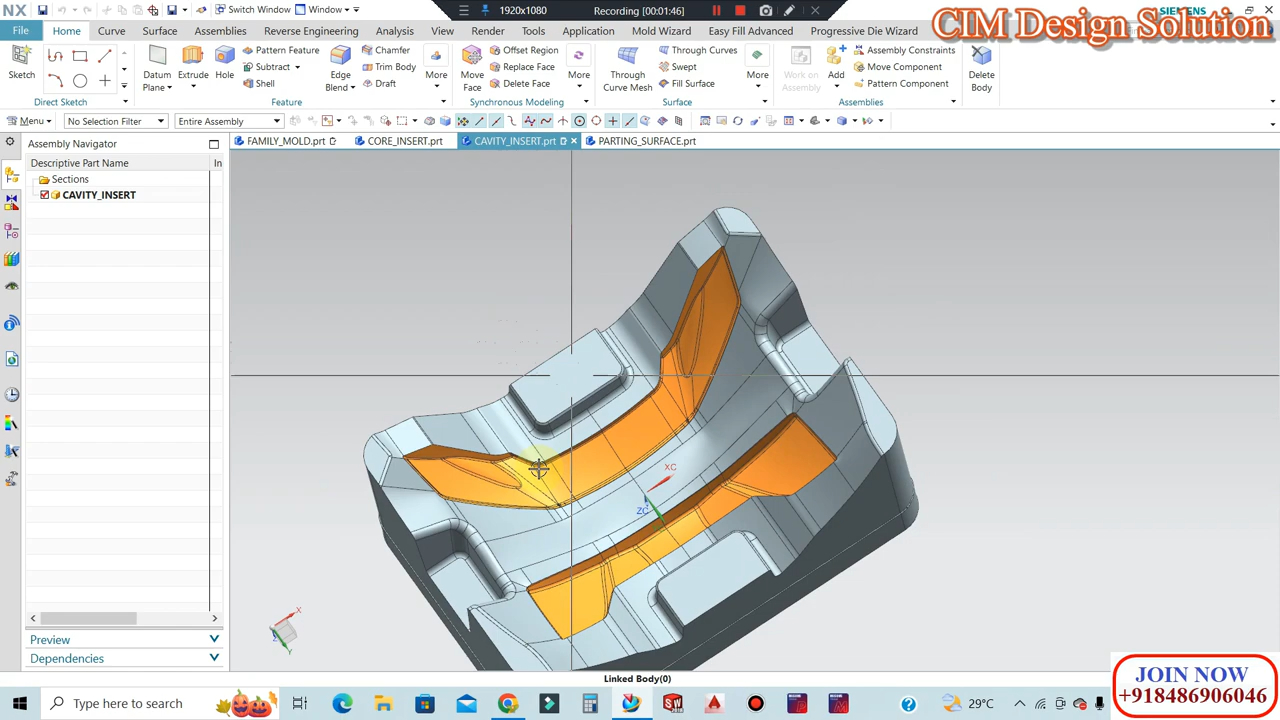 NX
Switch Window
Window
1920x1080
Recording [00:01:46]
SIEMENS
CIM Design Solution
File
Home
Curve
Surface
Assemblies
Reverse Engineering
Analysis
View
Render
Tools
Application
Mold Wizard
Easy Fill Advanced
Progressive Die Wizard
Sketch
Direct Sketch
Datum Plane
Extrude
Hole
Pattern Feature
Subtract
Shell
Edge Blend
Chamfer
Trim Body
Draft
More
Feature
Move Face
Offset Region
Replace Face
Delete Face
More
Synchronous Modeling
Through Curve Mesh
Through Curves
Swept
Fill Surface
More
Surface
Work on Assembly
Add
Assembly Constraints
Move Component
Pattern Component
Assemblies
Delete Body
Menu
No Selection Filter
Entire Assembly
Assembly Navigator
Descriptive Part Name
In
Sections
CAVITY_INSERT
Preview
Dependencies
FAMILY_MOLD.prt
CORE_INSERT.prt
CAVITY_INSERT.prt
PARTING_SURFACE.prt
XC
ZC
X
Z
Y
Linked Body(0)
JOIN NOW
+918486906046
Type here to search
29°C